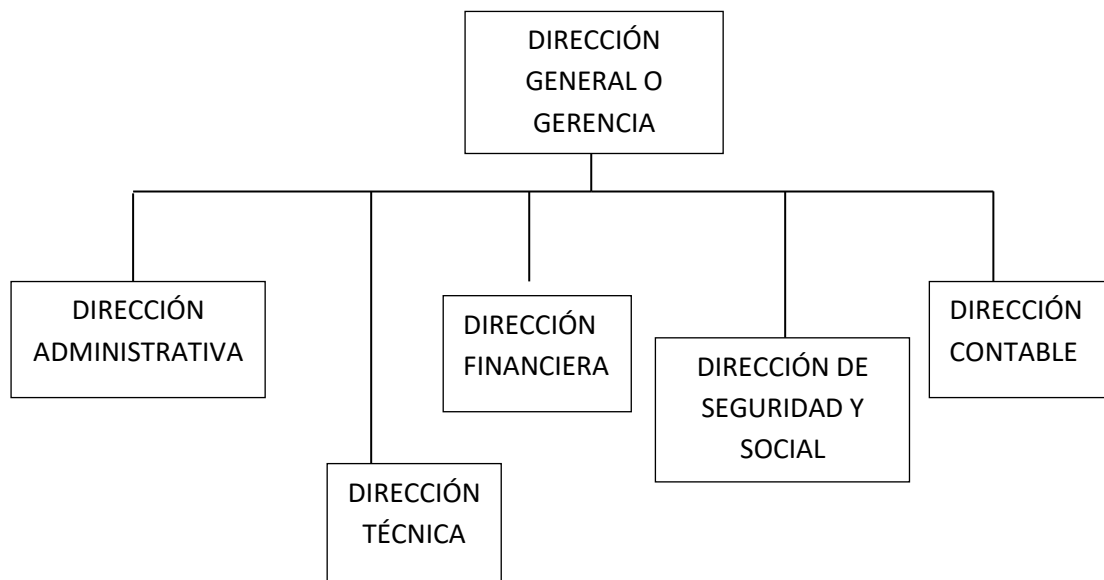 DIRECCIÓN
GENERAL O
GERENCIA
DIRECCIÓN
ADMINISTRATIVA
DIRECCIÓN
FINANCIERA
DIRECCIÓN DE
SEGURIDAD Y
SOCIAL
DIRECCIÓN
CONTABLE
DIRECCIÓN
TÉCNICA